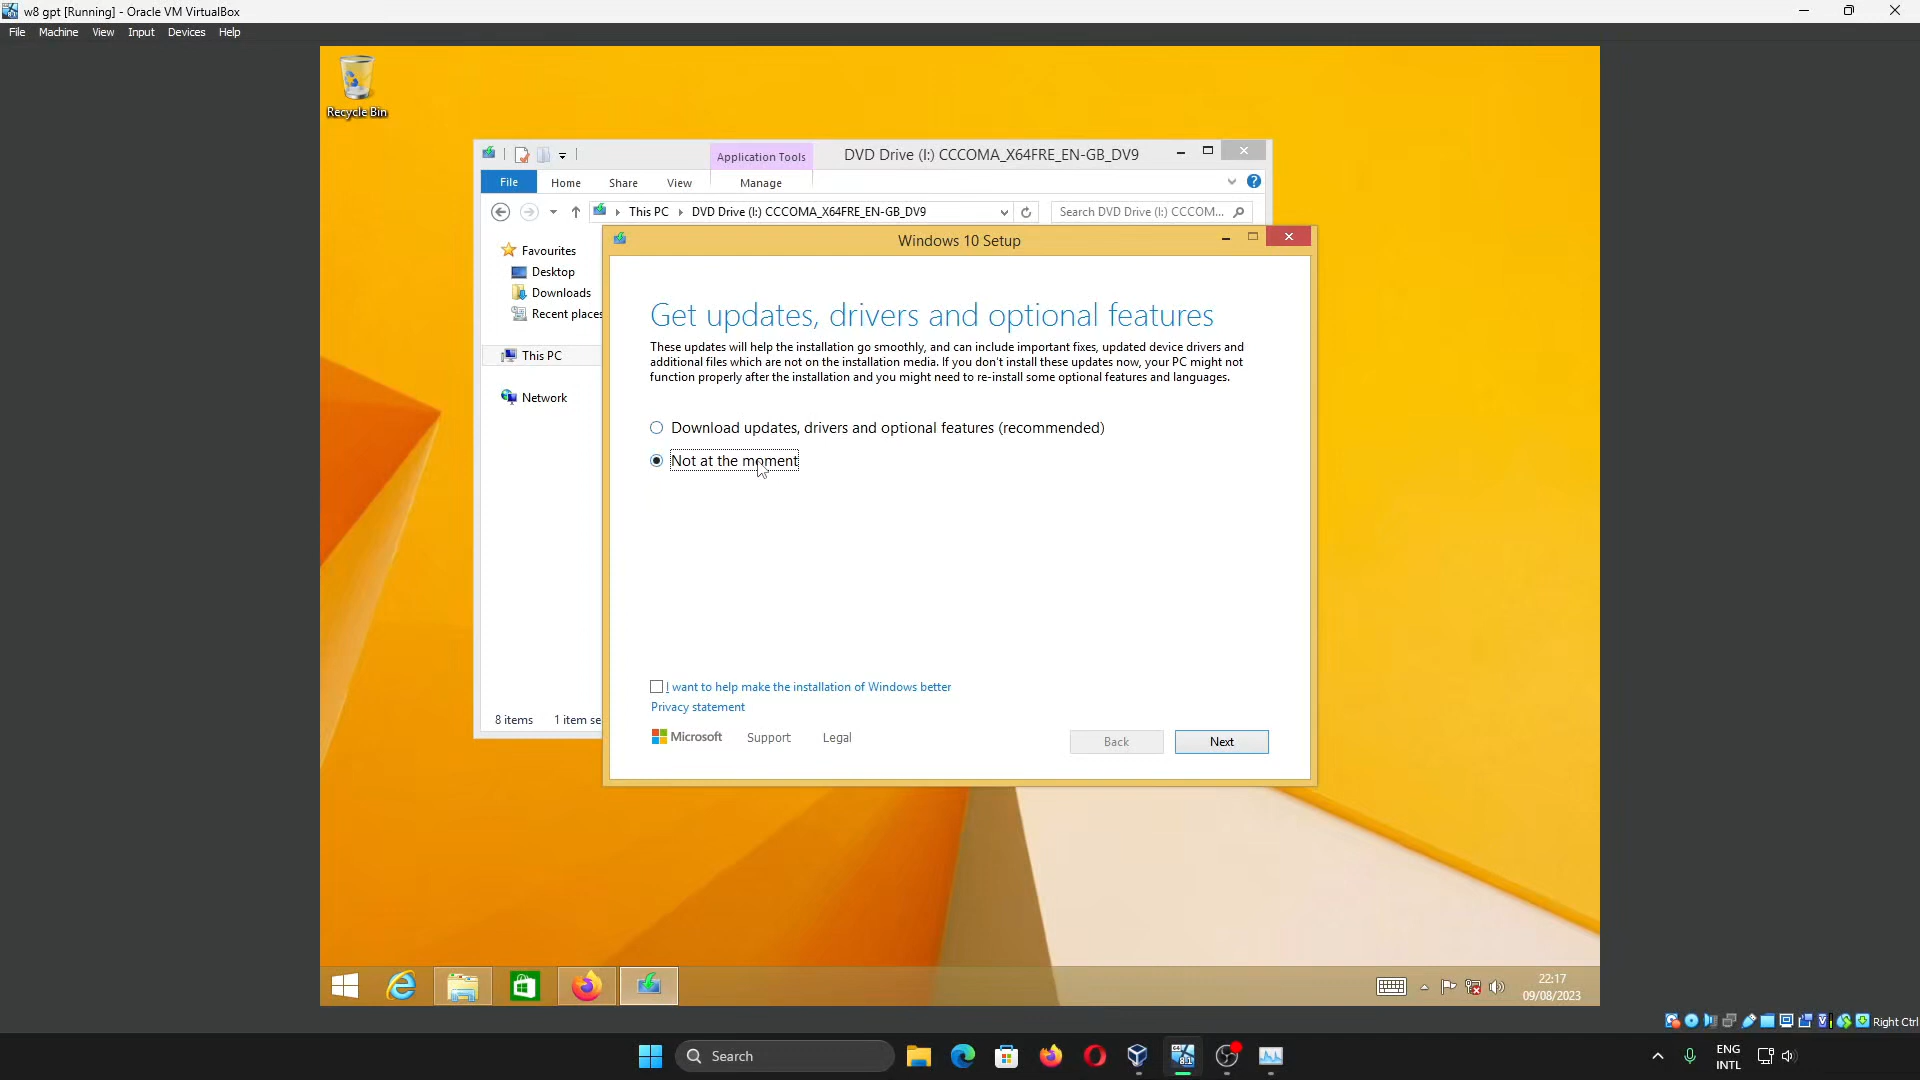 w8 gpt [Running] - Oracle VM VirtualBox
File Machine View Input Devices Help
Recycle Bin
Application Tools
DVD Drive (I:) CCCOMA_X64FRE_EN-GB_DV9
File Home Share View Manage
This PC DVD Drive (I:) CCCOMA_X64FRE_EN-GB_DV9
Search DVD Drive (I:) CCCOM...
Favourites
Desktop
Downloads
Recent places
This PC
Network
8 items 1 item se
Windows 10 Setup
Get updates, drivers and optional features
These updates will help the installation go smoothly, and can include important fixes, updated device drivers and
additional files which are not on the installation media. If you don't install these updates now, your PC might not
function properly after the installation and you might need to re-install some optional features and languages.
Download updates, drivers and optional features (recommended)
Not at the moment
I want to help make the installation of Windows better
Privacy statement
Microsoft Support Legal
Back Next
22:17
09/08/2023
Right Ctrl
Search
ENG
INTL